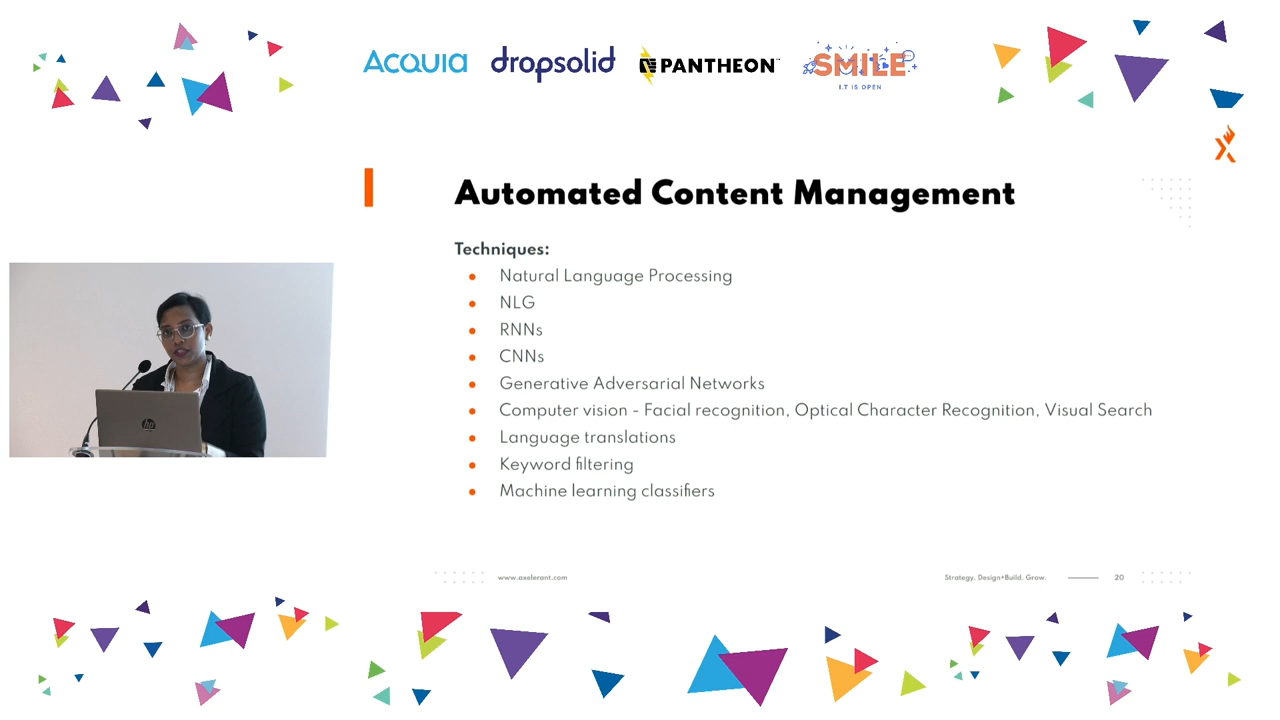 ACQUIA
dropsolid
PANTHEON
SMILE
I.T IS OPEN
Automated Content Management
Techniques:
Natural Language Processing
NLG
RNNs
CNNs
Generative Adversarial Networks
Computer vision - Facial recognition, Optical Character Recognition, Visual Search
Language translations
Keyword filtering
Machine learning classifiers
hp
www.axelerant.com
Strategy. Design+Build. Grow.
20